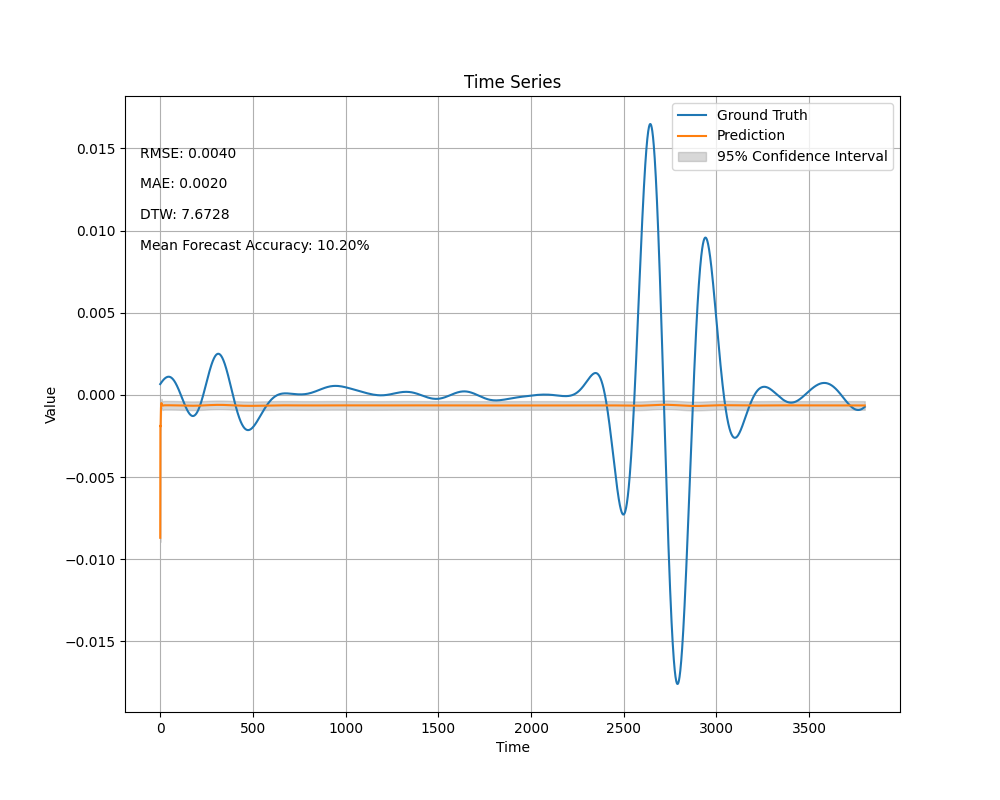 Time Series
Ground Truth
Prediction
95% Confidence Interval
RMSE: 0.0040
MAE: 0.0020
DTW: 7.6728
Mean Forecast Accuracy: 10.20%
Value
0.015
0.010
0.005
0.000
−0.005
−0.010
−0.015
0 500 1000 1500 2000 2500 3000 3500
Time